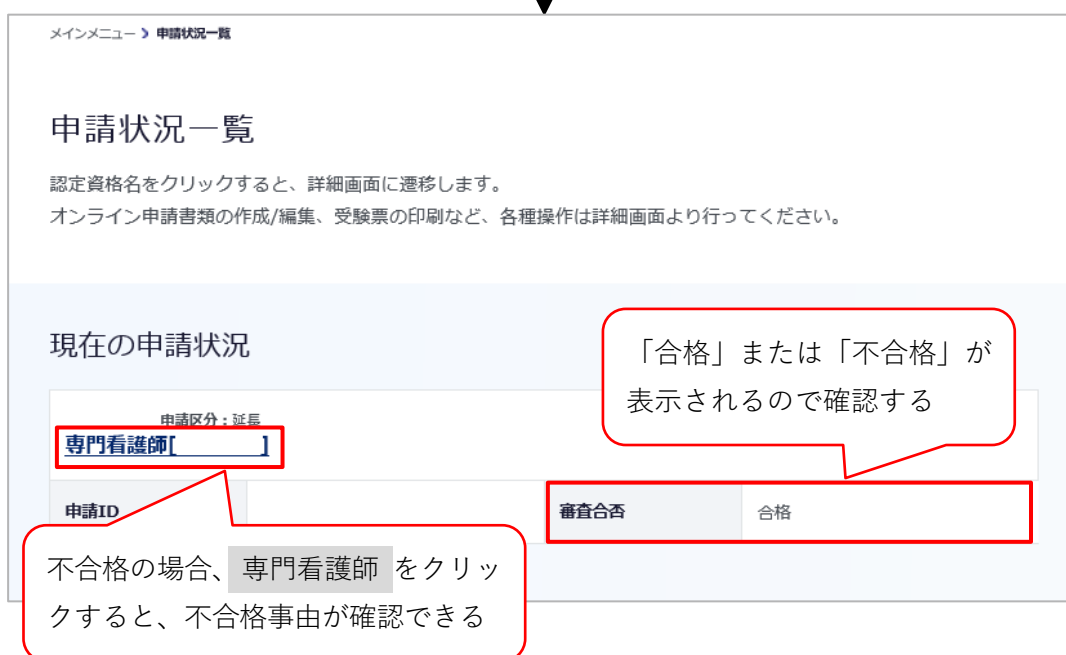 メインメニュー > 申請状況一覧
申請状況一覧
認定資格名をクリックすると、詳細画面に遷移します。
オンライン申請書類の作成/編集、受験票の印刷など、各種操作は詳細画面より行ってください。
現在の申請状況
「合格」または「不合格」が
表示されるので確認する
申請区分：延長
専門看護師[ ]
申請ID
審査合否
合格
不合格の場合、 専門看護師 をクリッ
クすると、不合格事由が確認できる